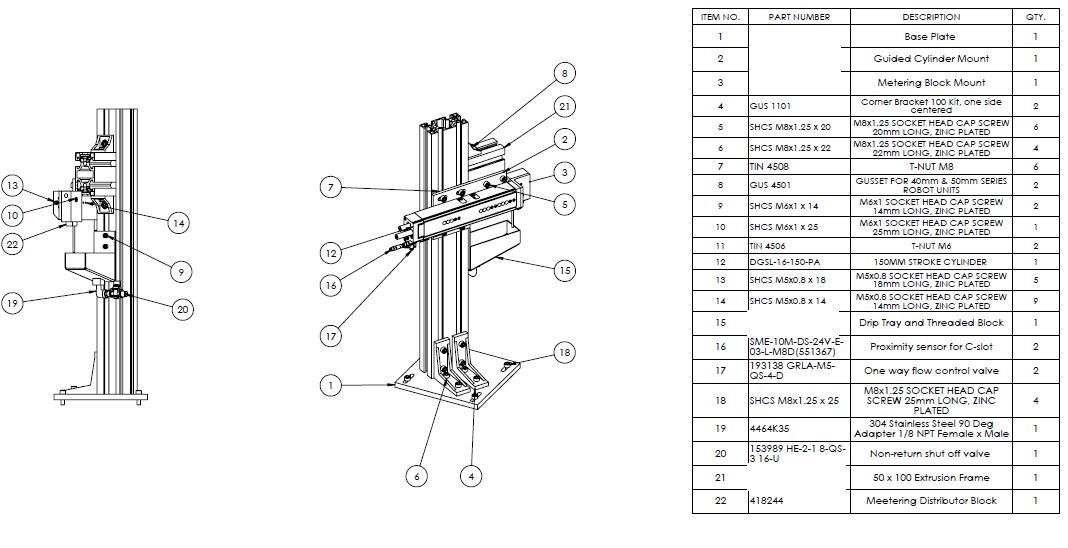 8
21
2
3
7
5
13
10
14
22
12
9
16
15
19
20
17
18
1
6
4
ITEM NO. PART NUMBER DESCRIPTION QTY.
1 Base Plate 1
2 Guided Cylinder Mount 1
3 Metering Block Mount 1
4 GUS 1101 Corner Bracket 100 Kit, one side
centered 2
5 SHCS M8x1.25 x 20 M8x1.25 SOCKET HEAD CAP SCREW
20mm LONG, ZINC PLATED 6
6 SHCS M8x1.25 x 22 M8x1.25 SOCKET HEAD CAP SCREW
22mm LONG, ZINC PLATED 4
7 TIN 4508 T-NUT M8 6
8 GUS 4501 GUSSET FOR 40mm & 50mm SERIES
ROBOT UNITS 2
9 SHCS M6x1 x 14 M6x1 SOCKET HEAD CAP SCREW
14mm LONG, ZINC PLATED 2
10 SHCS M6x1 x 25 M6x1 SOCKET HEAD CAP SCREW
25mm LONG, ZINC PLATED 1
11 TIN 4506 T-NUT M6 2
12 DGSL-16-150-PA 150MM STROKE CYLINDER 1
13 SHCS M5x0.8 x 18 M5x0.8 SOCKET HEAD CAP SCREW
18mm LONG, ZINC PLATED 5
14 SHCS M5x0.8 x 14 M5x0.8 SOCKET HEAD CAP SCREW
14mm LONG, ZINC PLATED 9
15 Drip Tray and Threaded Block 1
16 SME-10M-DS-24V-E-
03-L-M8D(551367) Proximity sensor for C-slot 2
17 193138 GRLA-M5-
QS-4-D One way flow control valve 2
18 SHCS M8x1.25 x 25 M8x1.25 SOCKET HEAD CAP
SCREW 25mm LONG, ZINC
PLATED 4
19 4464K35 304 Stainless Steel 90 Deg
Adapter 1/8 NPT Female x Male 1
20 153989 HE-2-1 8-QS-
3 16-U Non-return shut off valve 1
21 50 x 100 Extrusion Frame 1
22 418244 Meetering Distributor Block 1